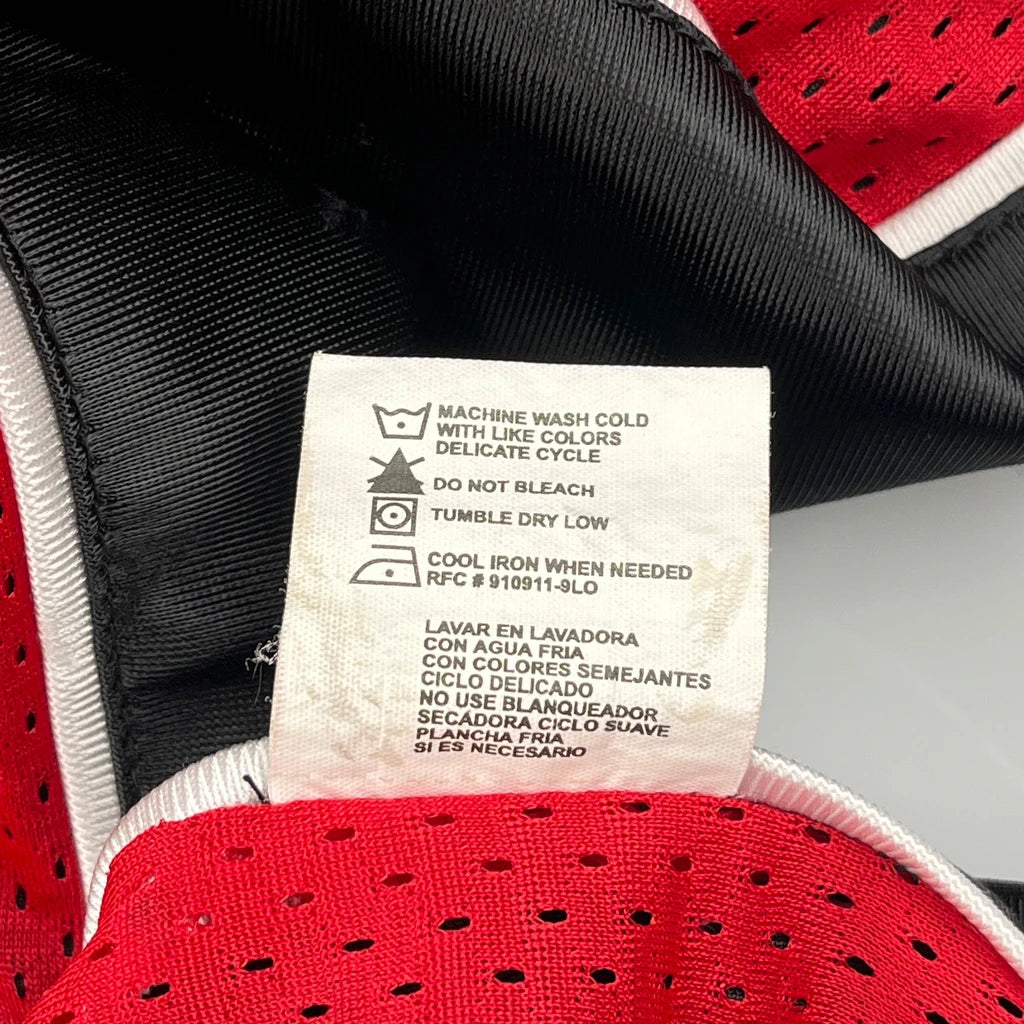 MACHINE WASH COLD
WITH LIKE COLORS
DELICATE CYCLE
DO NOT BLEACH
TUMBLE DRY LOW
COOL IRON WHEN NEEDED
RFC # 910911-9LO
LAVAR EN LAVADORA
CON AGUA FRIA
CON COLORES SEMEJANTES
CICLO DELICADO
NO USE BLANQUEADOR
SECADORA CICLO SUAVE
PLANCHA FRIA
SI ES NECESARIO